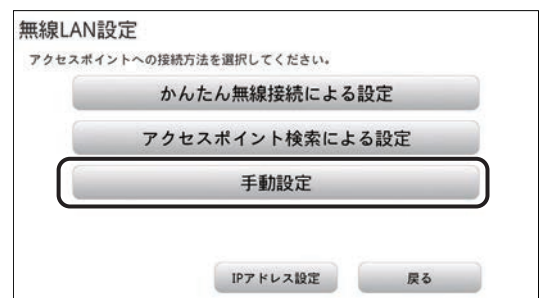 無線LAN設定
アクセスポイントへの接続方法を選択してください。
かんたん無線接続による設定
アクセスポイント検索による設定
手動設定
IPアドレス設定 戻る